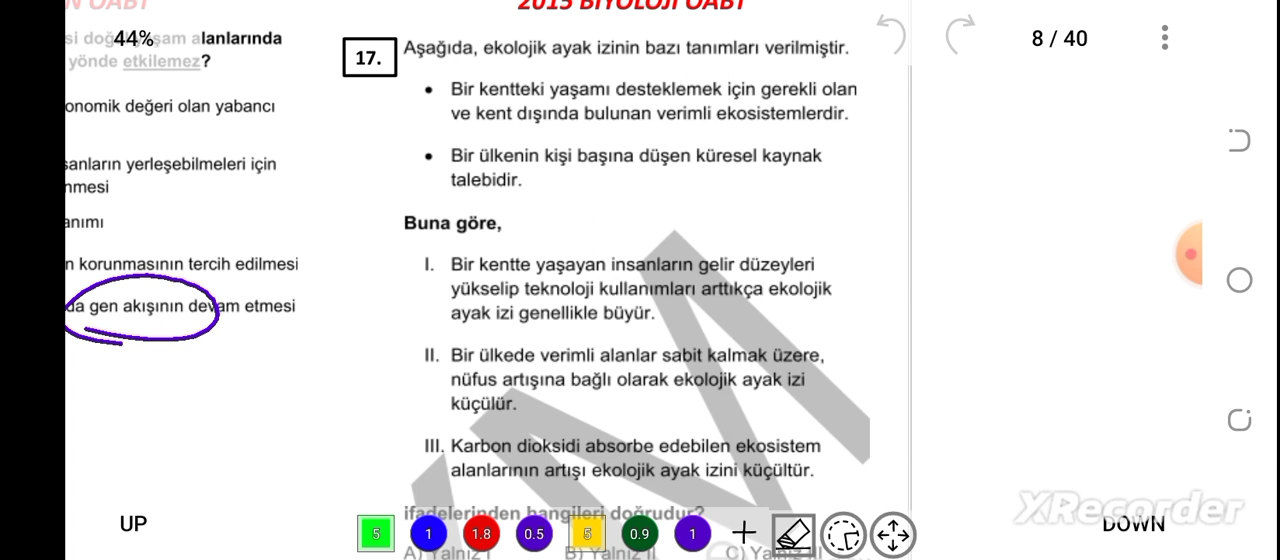 2015 BİYOLOJİ ÖABT
44%
8 / 40
lanlarında
yönde etkilemez?
onomik değeri olan yabancı
sanların yerleşebilmeleri için
nmesi
anımı
n korunmasının tercih edilmesi
da gen akışının devam etmesi
17. Aşağıda, ekolojik ayak izinin bazı tanımları verilmiştir.
• Bir kentteki yaşamı desteklemek için gerekli olan
ve kent dışında bulunan verimli ekosistemlerdir.
• Bir ülkenin kişi başına düşen küresel kaynak
talebidir.
Buna göre,
I. Bir kentte yaşayan insanların gelir düzeyleri
yükselip teknoloji kullanımları arttıkça ekolojik
ayak izi genellikle büyür.
II. Bir ülkede verimli alanlar sabit kalmak üzere,
nüfus artışına bağlı olarak ekolojik ayak izi
küçülür.
III. Karbon dioksidi absorbe edebilen ekosistem
alanlarının artışı ekolojik ayak izini küçültür.
ifadelerinden hangileri doğrudur?
A) Yalnız I B) Yalnız II C)
UP
5 1 1.8 0.5 5 0.9 1
XRecorder
DOWN